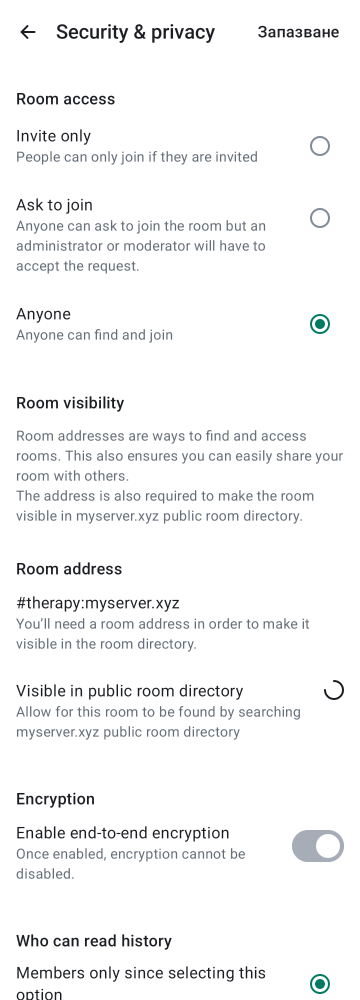 Security & privacy
Запазване
Room access
Invite only
People can only join if they are invited
Ask to join
Anyone can ask to join the room but an
administrator or moderator will have to
accept the request.
Anyone
Anyone can find and join
Room visibility
Room addresses are ways to find and access
rooms. This also ensures you can easily share your
room with others.
The address is also required to make the room
visible in myserver.xyz public room directory.
Room address
#therapy:myserver.xyz
You’ll need a room address in order to make it
visible in the room directory.
Visible in public room directory
Allow for this room to be found by searching
myserver.xyz public room directory
Encryption
Enable end-to-end encryption
Once enabled, encryption cannot be
disabled.
Who can read history
Members only since selecting this
option